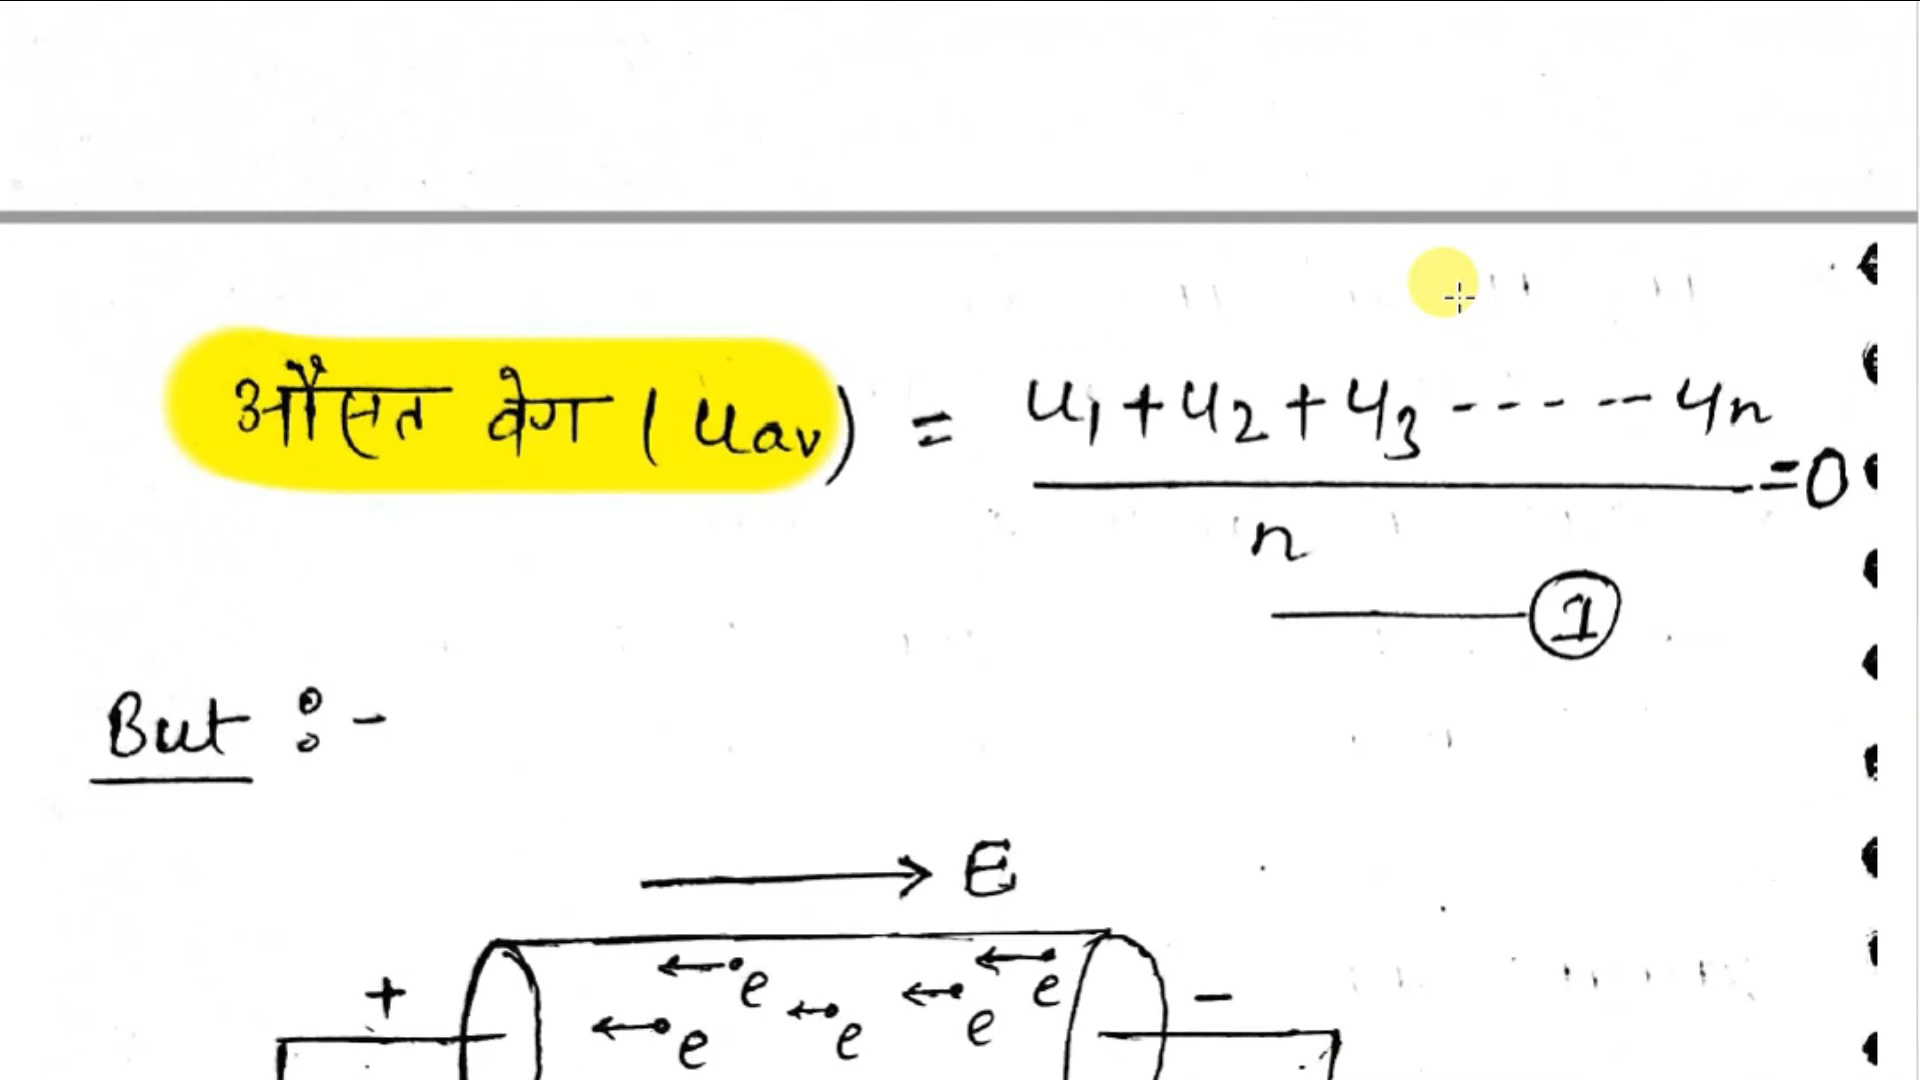 औसत वेग (uav) = u1 + u2 + u3 ----- un
n
=0
1
But :-
E
+ e e e e e -